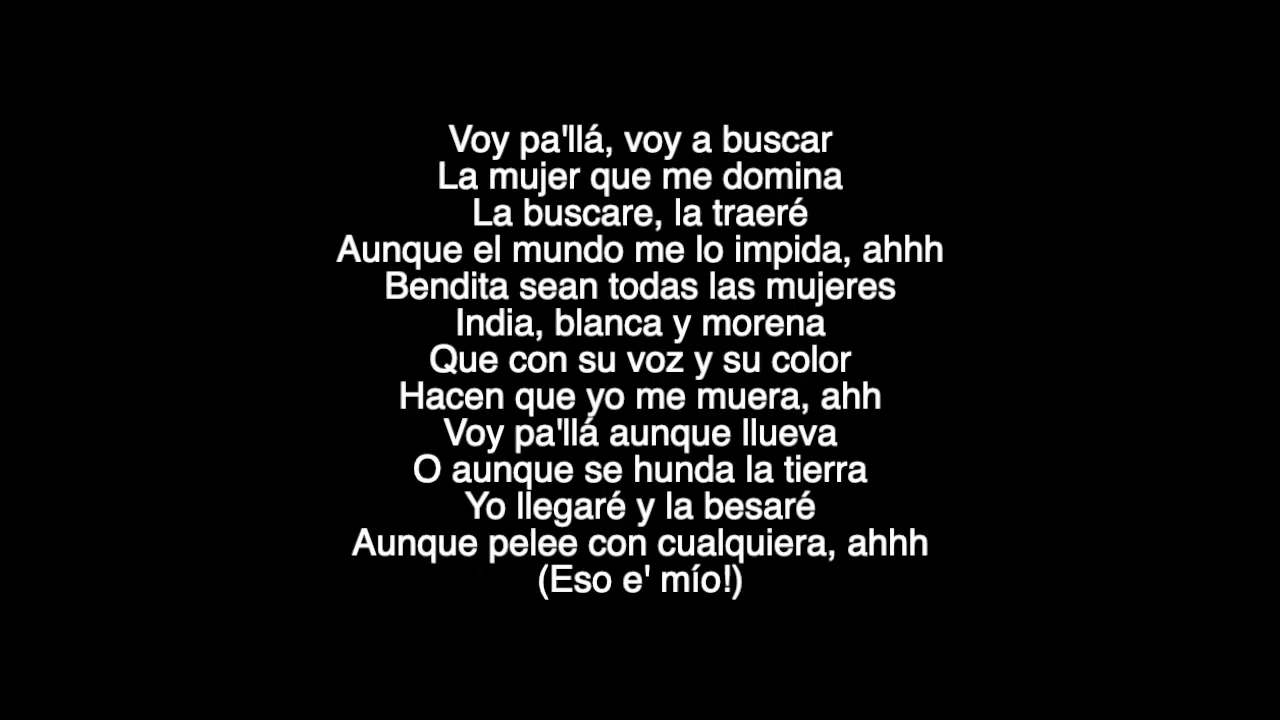 Voy pa'llá, voy a buscar
La mujer que me domina
La buscare, la traeré
Aunque el mundo me lo impida, ahhh
Bendita sean todas las mujeres
India, blanca y morena
Que con su voz y su color
Hacen que yo me muera, ahh
Voy pa'llá aunque llueva
O aunque se hunda la tierra
Yo llegaré y la besaré
Aunque pelee con cualquiera, ahhh
(Eso e' mío!)